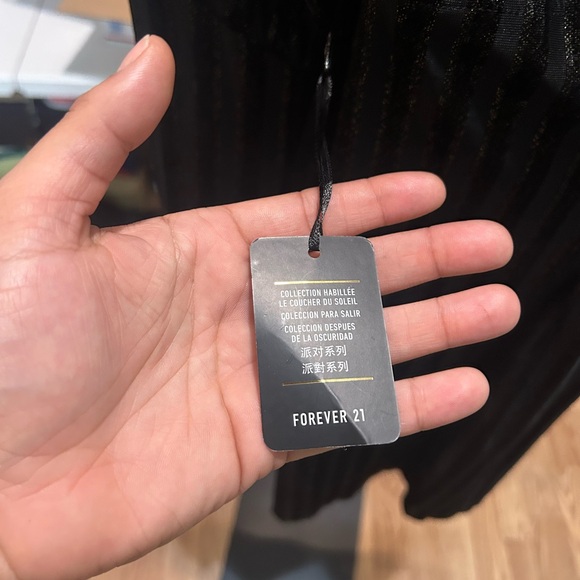 COLLECTION HABILLÉE
LE COUCHER DU SOLEIL
COLECCION PARA SALIR
COLECCION DESPUES
DE LA OSCURIDAD
派对系列
派對系列
FOREVER 21